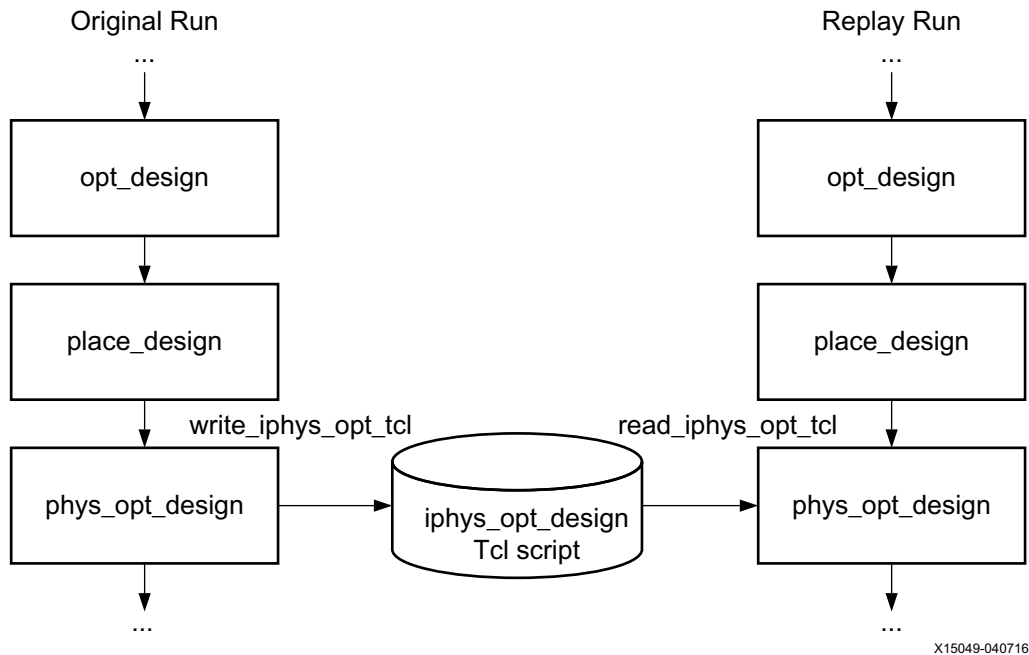 Original Run
...
opt_design
place_design
phys_opt_design
...
write_iphys_opt_tcl
iphys_opt_design
Tcl script
read_iphys_opt_tcl
Replay Run
...
opt_design
place_design
phys_opt_design
...
X15049-040716